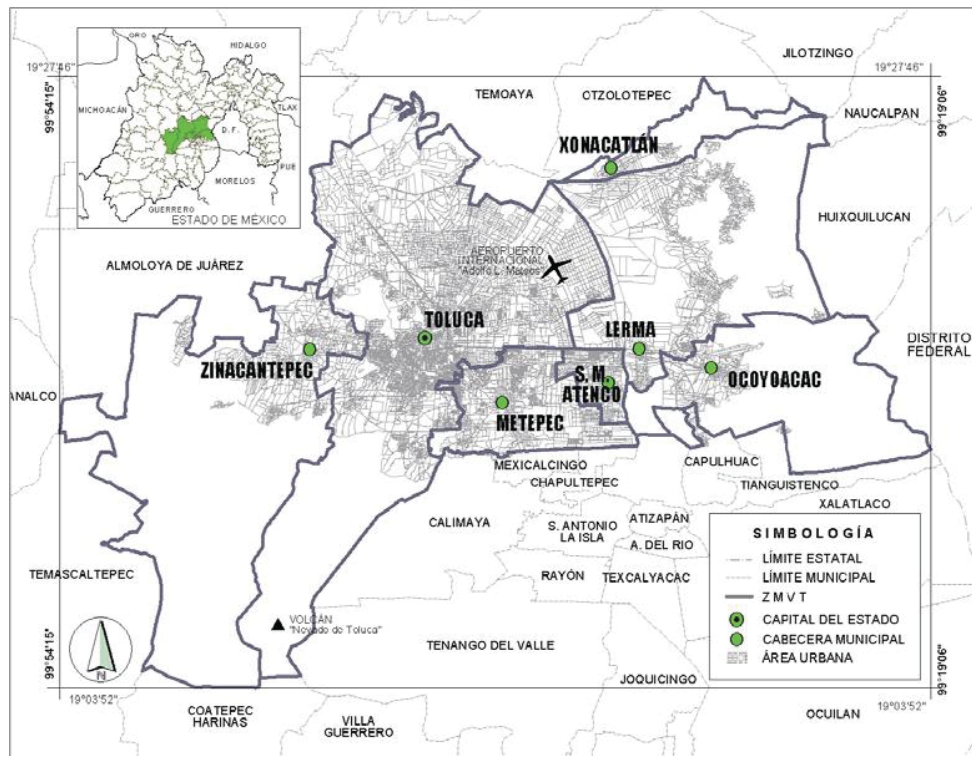 ORO
HIDALGO
MICHOACÁN
TLAX
D. F.
PUE
MORELOS
GUERRERO
ESTADO DE MÉXICO
19°27'46"
19°27'46"
99°54'15"
99°19'06"
JILOTZINGO
TEMOAYA
OTZOLOTEPEC
NAUCALPAN
XONACATLÁN
HUIXQUILUCAN
AEROPUERTO
INTERNACIONAL
"Adolfo L. Mateos"
ALMOLOYA DE JUÁREZ
TOLUCA
LERMA
DISTRITO
FEDERAL
ZINACANTEPEC
S. M.
ATENCO
OCOYOACAC
ANALCO
METEPEC
MEXICALCINGO
CAPULHUAC
CHAPULTEPEC
TIANGUISTENCO
XALATLACO
CALIMAYA
S. ANTONIO
LA ISLA
ATIZAPÁN
A. DEL RIO
RAYÓN
TEXCALYACAC
TEMASCALTEPEC
VOLCÁN
"Nevado de Toluca"
TENANGO DEL VALLE
JOQUICINGO
SIMBOLOGÍA
LÍMITE ESTATAL
LÍMITE MUNICIPAL
Z M V T
CAPITAL DEL ESTADO
CABECERA MUNICIPAL
ÁREA URBANA
N
99°54'15"
99°19'06"
19°03'52"
19°03'52"
COATEPEC
HARINAS
VILLA
GUERRERO
OCUILAN